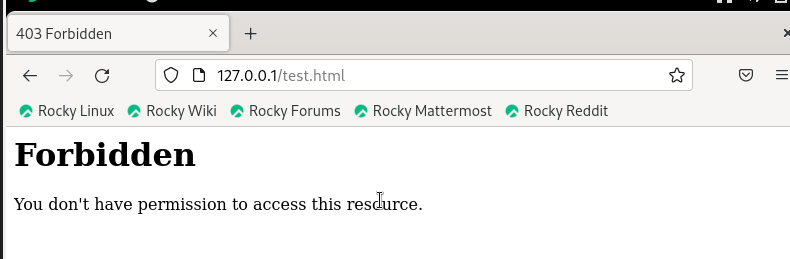 403 Forbidden
127.0.0.1/test.html
Rocky Linux Rocky Wiki Rocky Forums Rocky Mattermost Rocky Reddit
Forbidden
You don't have permission to access this resource.